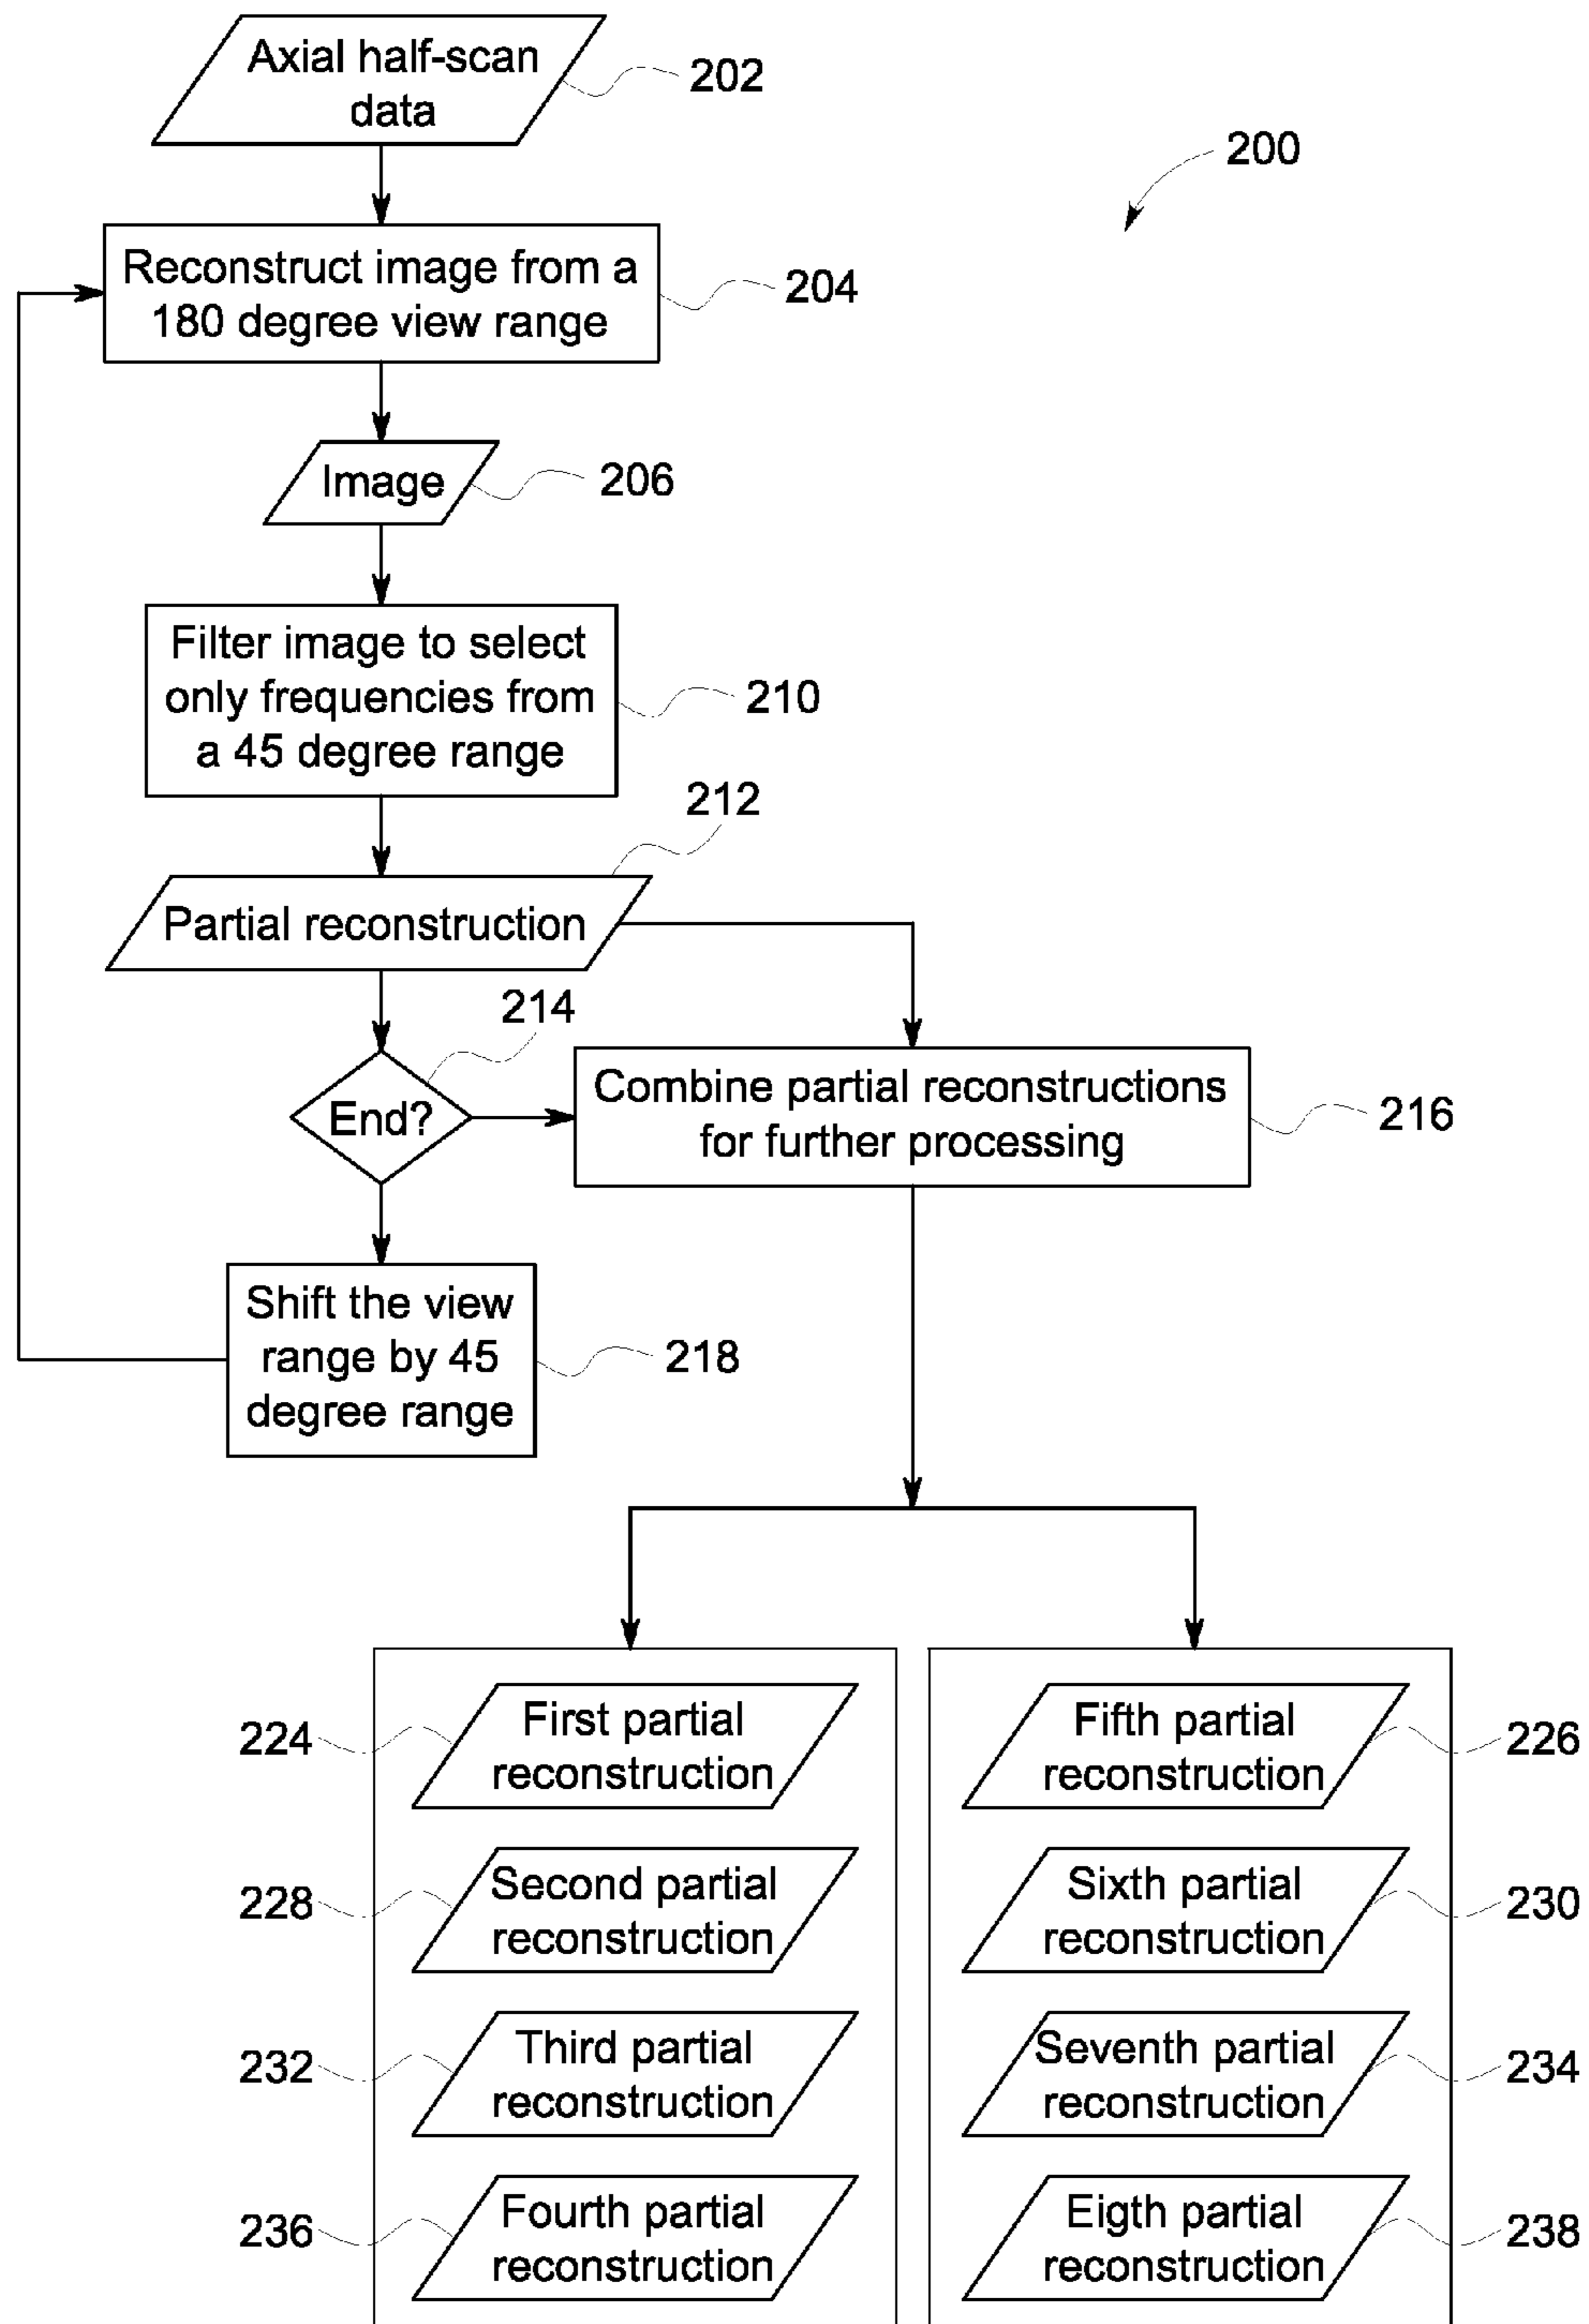 Axial half-scan
data
202
200
Reconstruct image from a
180 degree view range
204
Image
206
Filter image to select
only frequencies from
a 45 degree range
210
212
Partial reconstruction
214
End?
Combine partial reconstructions
for further processing
216
Shift the view
range by 45
degree range
218
224
First partial
reconstruction
Fifth partial
reconstruction
226
228
Second partial
reconstruction
Sixth partial
reconstruction
230
232
Third partial
reconstruction
Seventh partial
reconstruction
234
236
Fourth partial
reconstruction
Eigth partial
reconstruction
238